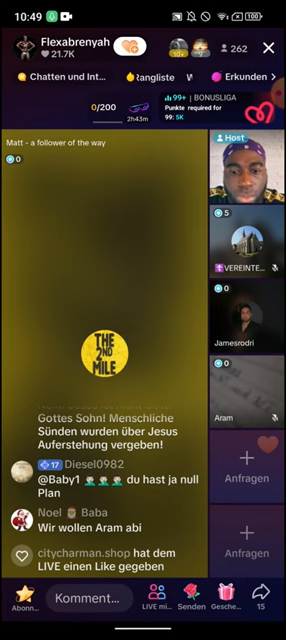 10:49
100
Flexabrenyah
21.7K
10+
262
Chatten und Int...
Rangliste
W
Erkunden
0/200
2h43m
99+ | BONUSLIGA
Punkte required for
99: 5K
Matt - a follower of the way
0
Host
5
VEREINTE...
0
Jamesrodri
0
Aram
THE
2ND
MILE
Gottes Sohn! Menschliche
Sünden wurden über Jesus
Auferstehung vergeben!
17 Diesel0982
@Baby1 🤦🏻‍♂️🤦🏻‍♂️🤦🏻‍♂️ du hast ja null
Plan
Noel 🎅🏽 Baba
Wir wollen Aram abi
citycharman.shop hat dem
LIVE einen Like gegeben
Anfragen
Anfragen
Abonn...
Komment...
LIVE mi...
Senden
Gesche...
15